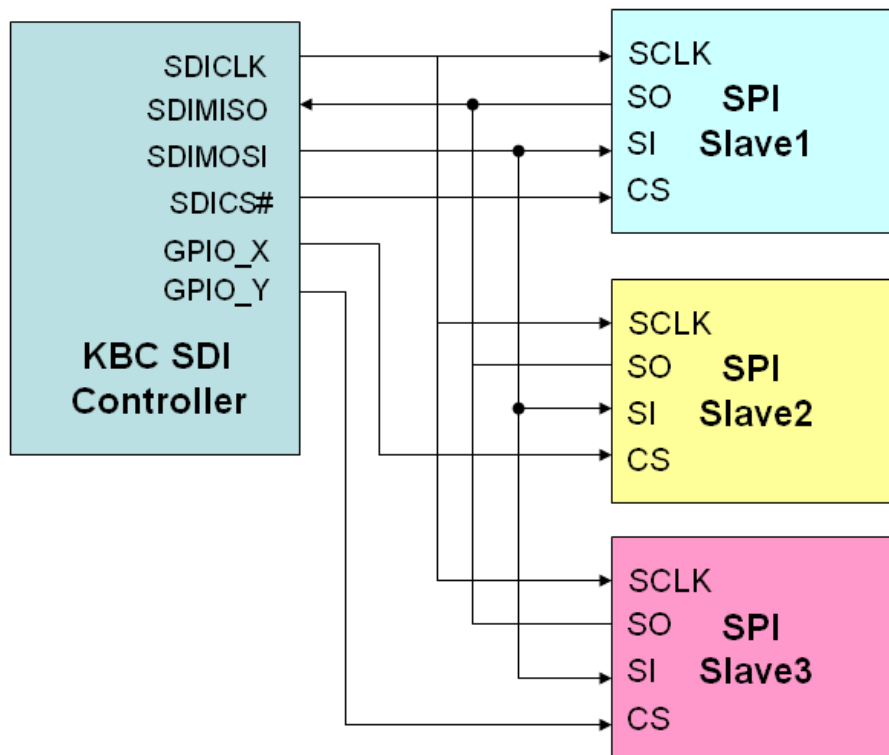 SDICLK
SDIMISO
SDIMOSI
SDICS#
GPIO_X
GPIO_Y
KBC SDI
Controller
SCLK
SO SPI
SI Slave1
CS
SCLK
SO SPI
SI Slave2
CS
SCLK
SO SPI
SI Slave3
CS